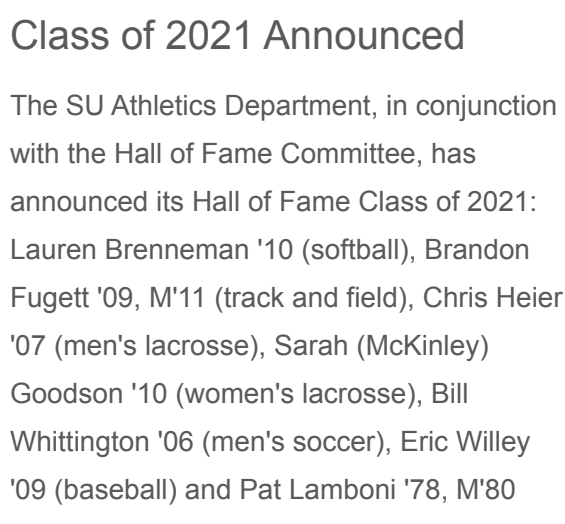 Class of 2021 Announced
The SU Athletics Department, in conjunction
with the Hall of Fame Committee, has
announced its Hall of Fame Class of 2021:
Lauren Brenneman '10 (softball), Brandon
Fugett '09, M'11 (track and field), Chris Heier
'07 (men's lacrosse), Sarah (McKinley)
Goodson '10 (women's lacrosse), Bill
Whittington '06 (men's soccer), Eric Willey
'09 (baseball) and Pat Lamboni '78, M'80